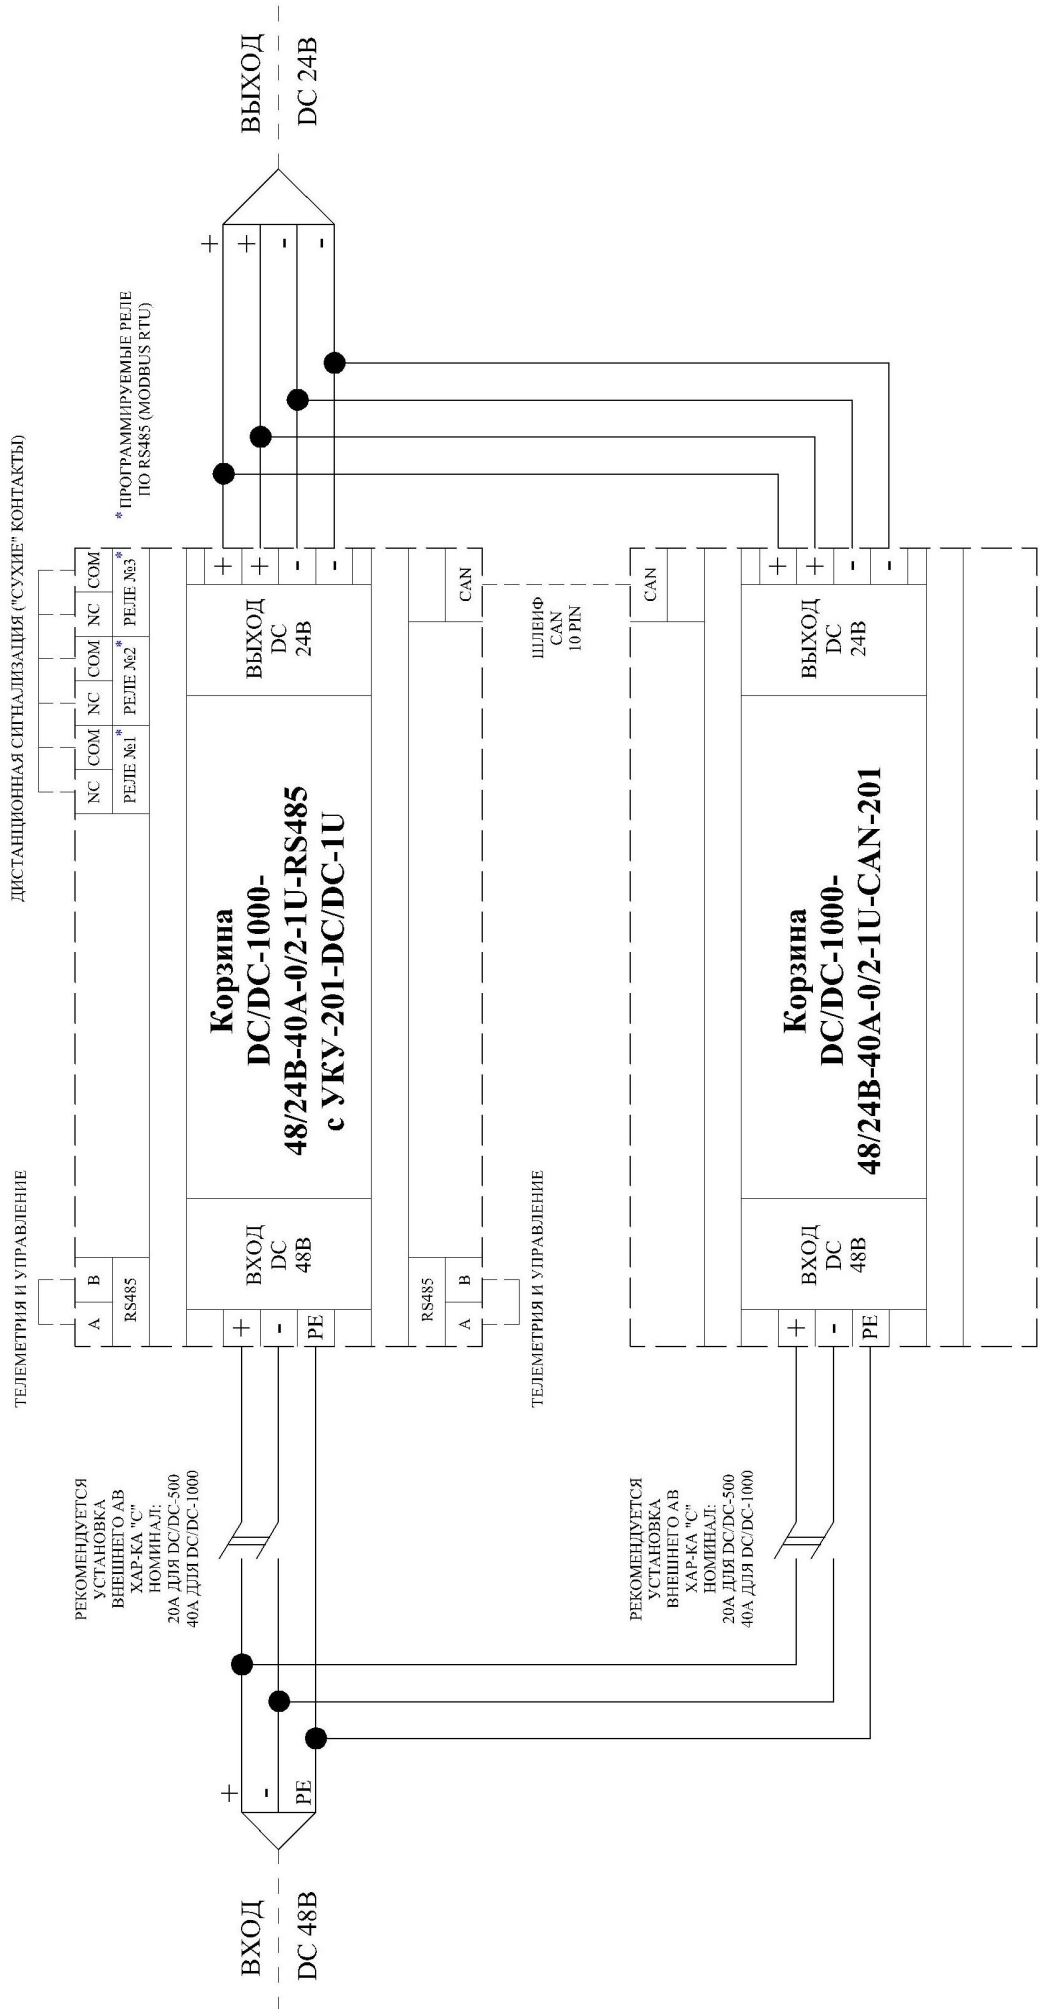 ДИСТАНЦИОННАЯ СИГНАЛИЗАЦИЯ ("СУХИЕ" КОНТАКТЫ)
ТЕЛЕМЕТРИЯ И УПРАВЛЕНИЕ
A
B
RS485
NC
COM
NC
COM
NC
COM
РЕЛЕ №1*
РЕЛЕ №2*
РЕЛЕ №3*
* ПРОГРАММИРУЕМЫЕ РЕЛЕ
ПО RS485 (MODBUS RTU)
РЕКОМЕНДУЕТСЯ
УСТАНОВКА
ВНЕШНЕГО АВ
ХАР-КА "С"
НОМИНАЛ:
20А ДЛЯ DC/DC-500
40А ДЛЯ DC/DC-1000
ВХОД
DC 48В
+
-
PE
+
-
PE
ВХОД
DC
48В
Корзина
DC/DC-1000-
48/24В-40А-0/2-1U-RS485
с УКУ-201-DC/DC-1U
ВЫХОД
DC
24В
+
+
-
-
+
+
-
-
ВЫХОД
DC 24В
RS485
A
B
CAN
ТЕЛЕМЕТРИЯ И УПРАВЛЕНИЕ
ШЛЕЙФ
CAN
10 PIN
CAN
РЕКОМЕНДУЕТСЯ
УСТАНОВКА
ВНЕШНЕГО АВ
ХАР-КА "С"
НОМИНАЛ:
20А ДЛЯ DC/DC-500
40А ДЛЯ DC/DC-1000
+
-
PE
ВХОД
DC
48В
Корзина
DC/DC-1000-
48/24В-40А-0/2-1U-CAN-201
ВЫХОД
DC
24В
+
+
-
-